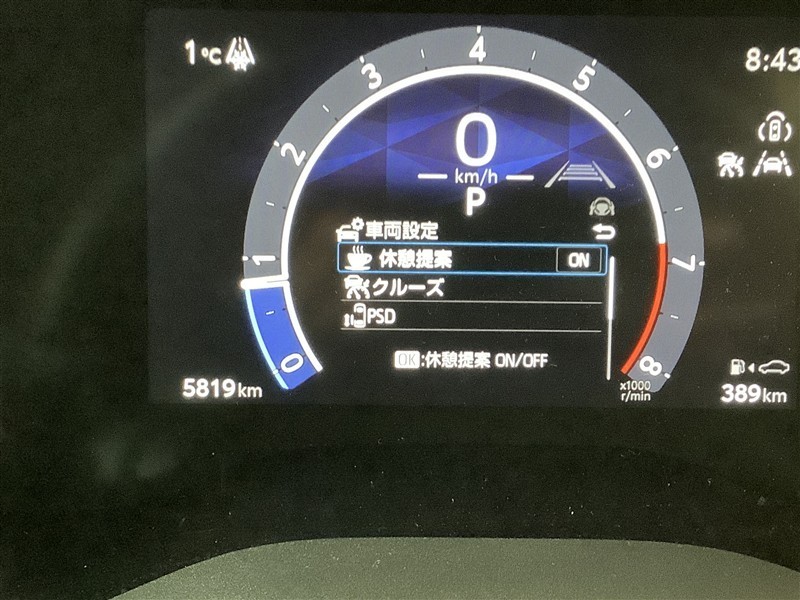 1℃
8:43
4
3
5
2
6
1
7
0
8
0
km/h
P
車両設定
休憩提案 ON
クルーズ
PSD
OK:休憩提案 ON/OFF
x1000
r/min
5819km
389km